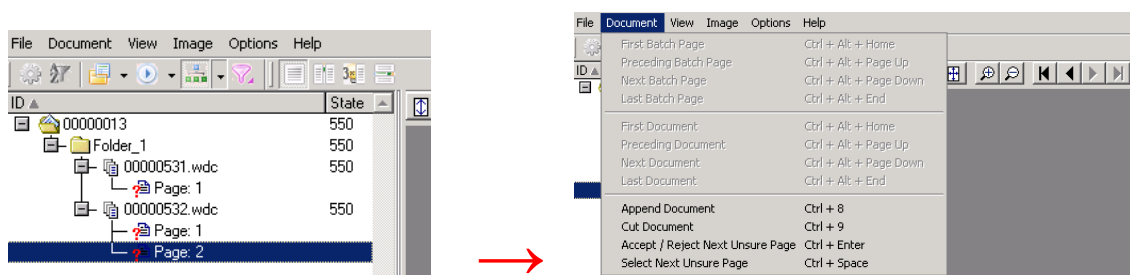 File Document View Image Options Help
ID State
00000013 550
Folder_1 550
00000531.wdc 550
Page: 1
00000532.wdc 550
Page: 1
Page: 2
File Document View Image Options Help
ID
First Batch Page Ctrl + Alt + Home
Preceding Batch Page Ctrl + Alt + Page Up
Next Batch Page Ctrl + Alt + Page Down
Last Batch Page Ctrl + Alt + End
First Document Ctrl + Alt + Home
Preceding Document Ctrl + Alt + Page Up
Next Document Ctrl + Alt + Page Down
Last Document Ctrl + Alt + End
Append Document Ctrl + 8
Cut Document Ctrl + 9
Accept / Reject Next Unsure Page Ctrl + Enter
Select Next Unsure Page Ctrl + Space